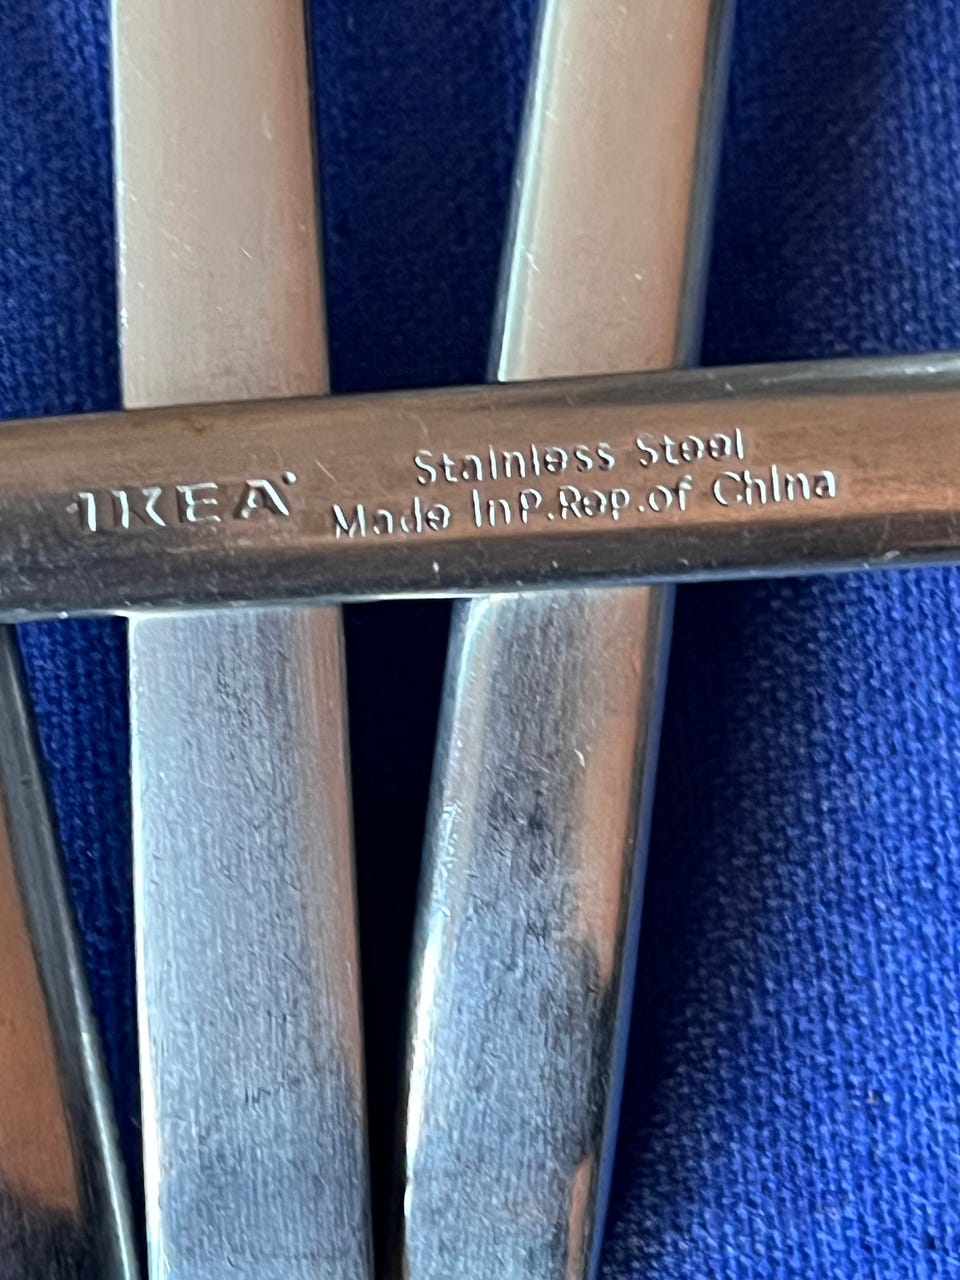 IKEA
Stainless Steel
Made In P.Rep.of China